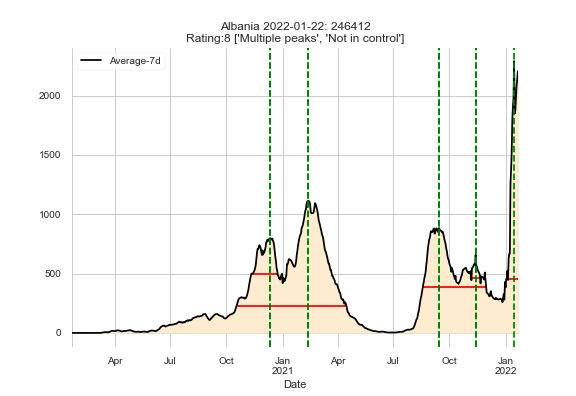 Albania 2022-01-22: 246412
Rating:8 ['Multiple peaks', 'Not in control']
Average-7d
2000
1500
1000
500
0
Apr Jul Oct Jan Apr Jul Oct Jan
2021 2022
Date